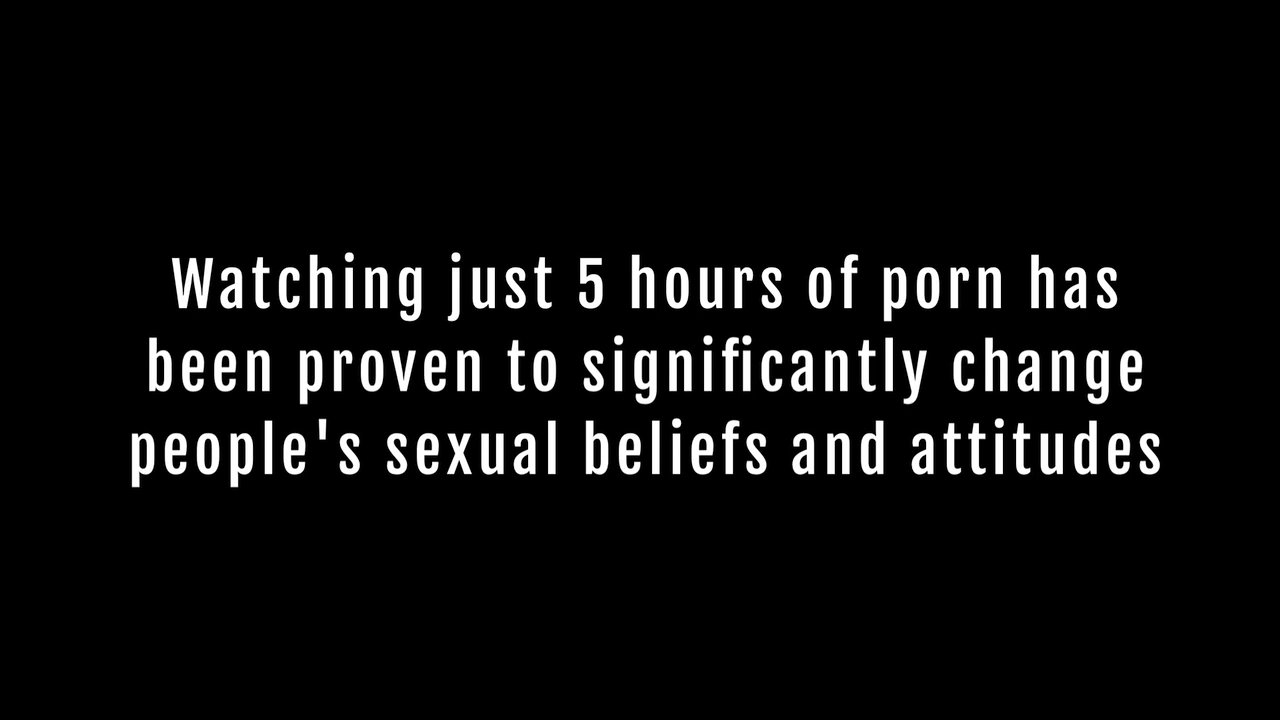 Watching just 5 hours of porn has
been proven to significantly change
people's sexual beliefs and attitudes